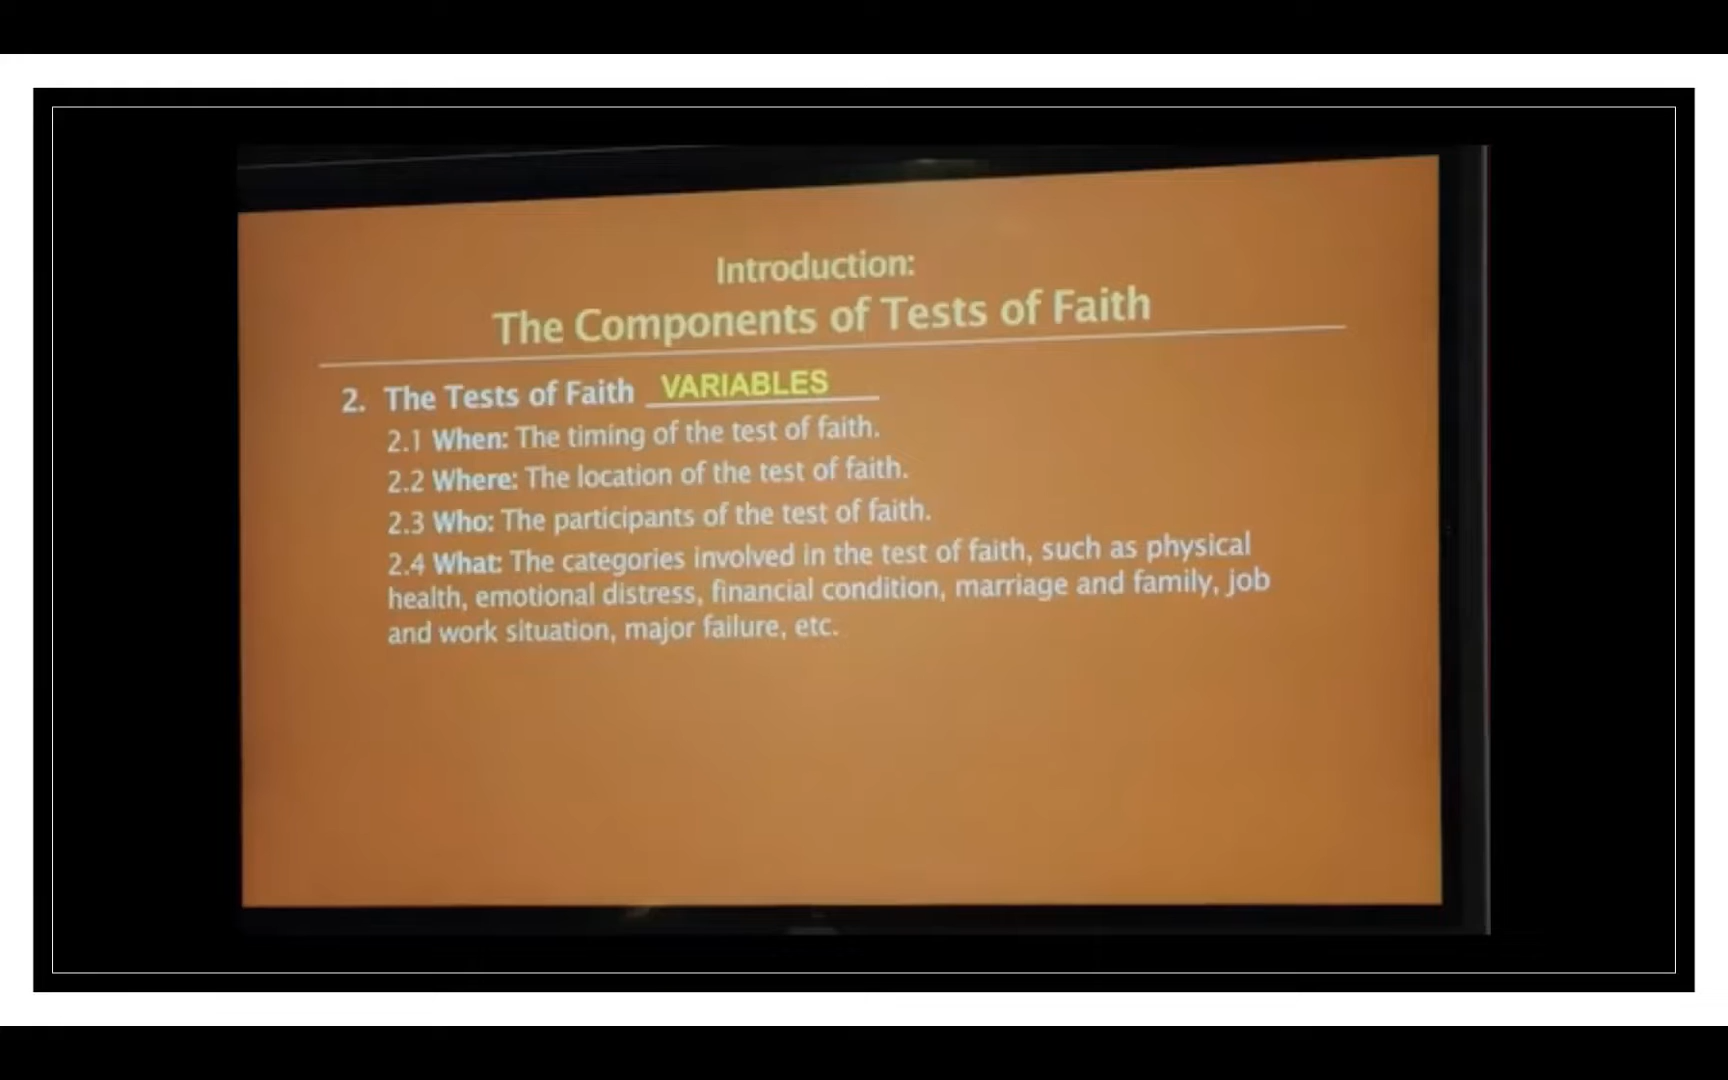 Introduction:
The Components of Tests of Faith
2. The Tests of Faith VARIABLES
2.1 When: The timing of the test of faith.
2.2 Where: The location of the test of faith.
2.3 Who: The participants of the test of faith.
2.4 What: The categories involved in the test of faith, such as physical
health, emotional distress, financial condition, marriage and family, job
and work situation, major failure, etc.